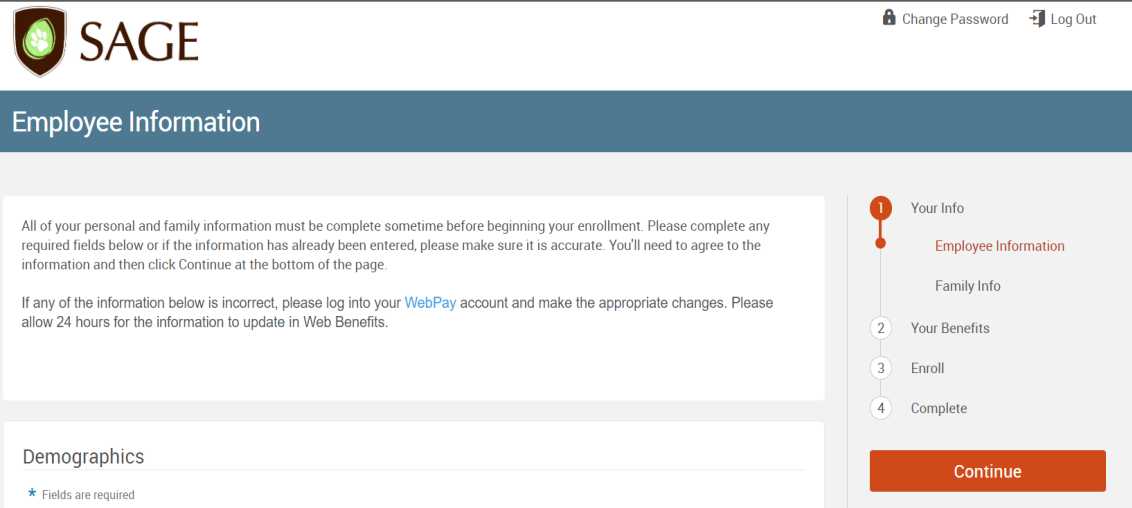 SAGE
Change Password
Log Out
Employee Information
All of your personal and family information must be complete sometime before beginning your enrollment. Please complete any
required fields below or if the information has already been entered, please make sure it is accurate. You'll need to agree to the
information and then click Continue at the bottom of the page.
If any of the information below is incorrect, please log into your WebPay account and make the appropriate changes. Please
allow 24 hours for the information to update in Web Benefits.
Demographics
* Fields are required
1 Your Info
Employee Information
Family Info
2 Your Benefits
3 Enroll
4 Complete
Continue